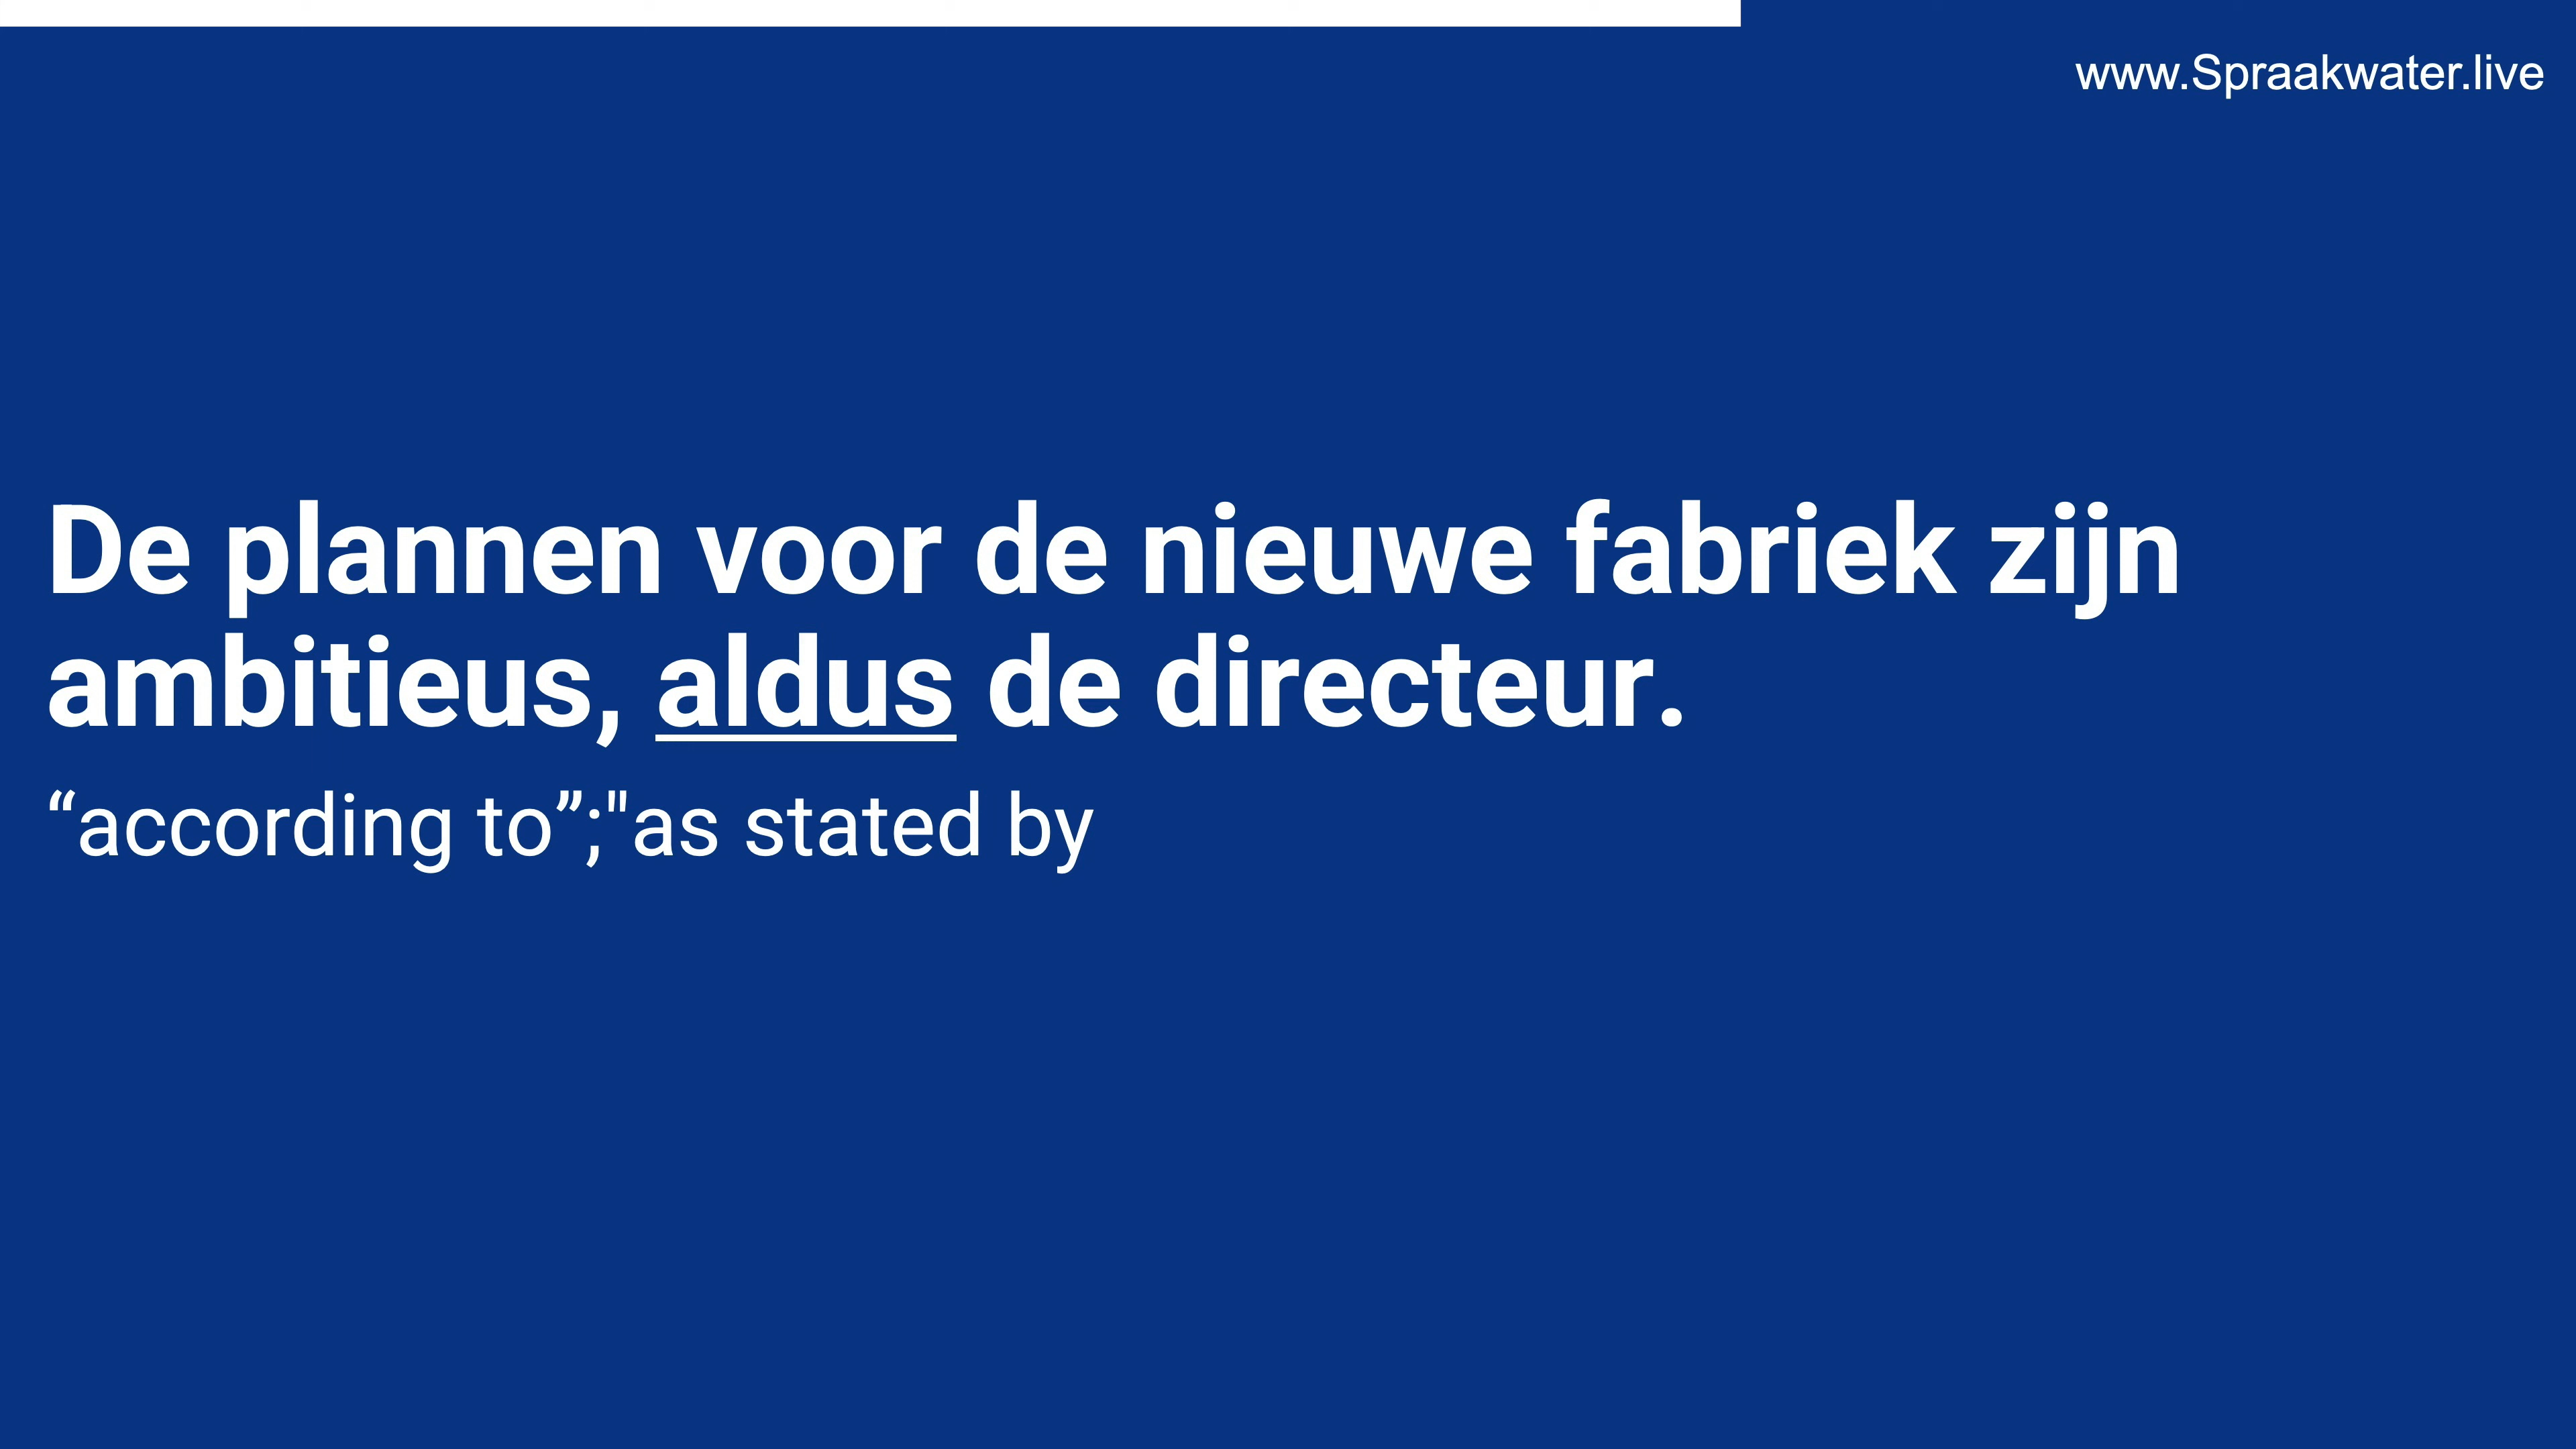 www.Spraakwater.live
De plannen voor de nieuwe fabriek zijn
ambitieus, aldus de directeur.
“according to”;"as stated by